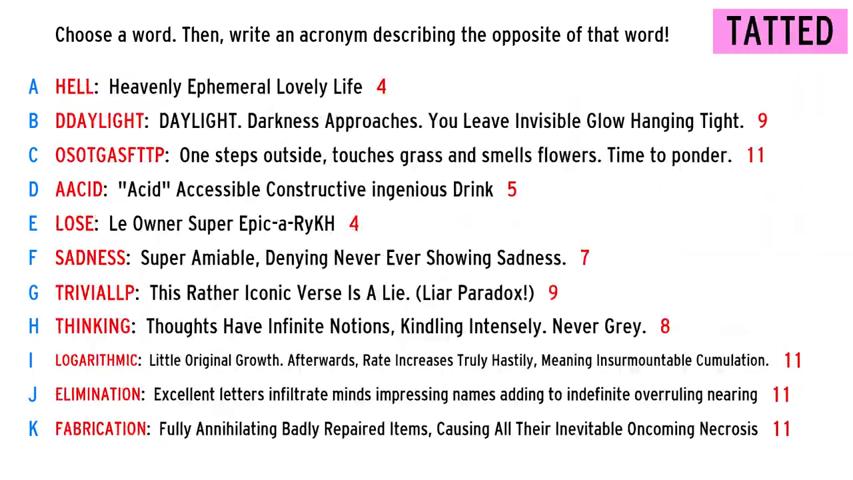 Choose a word. Then, write an acronym describing the opposite of that word!
TATTED
A HELL: Heavenly Ephemeral Lovely Life 4
B DDAYLIGHT: DAYLIGHT. Darkness Approaches. You Leave Invisible Glow Hanging Tight. 9
C OSOTGASFTTP: One steps outside, touches grass and smells flowers. Time to ponder. 11
D AACID: "Acid" Accessible Constructive ingenious Drink 5
E LOSE: Le Owner Super Epic-a-RyKH 4
F SADNESS: Super Amiable, Denying Never Ever Showing Sadness. 7
G TRIVIALLP: This Rather Iconic Verse Is A Lie. (Liar Paradox!) 9
H THINKING: Thoughts Have Infinite Notions, Kindling Intensely. Never Grey. 8
I LOGARITHMIC: Little Original Growth. Afterwards, Rate Increases Truly Hastily, Meaning Insurmountable Cumulation. 11
J ELIMINATION: Excellent letters infiltrate minds impressing names adding to indefinite overruling nearing 11
K FABRICATION: Fully Annihilating Badly Repaired Items, Causing All Their Inevitable Oncoming Necrosis 11